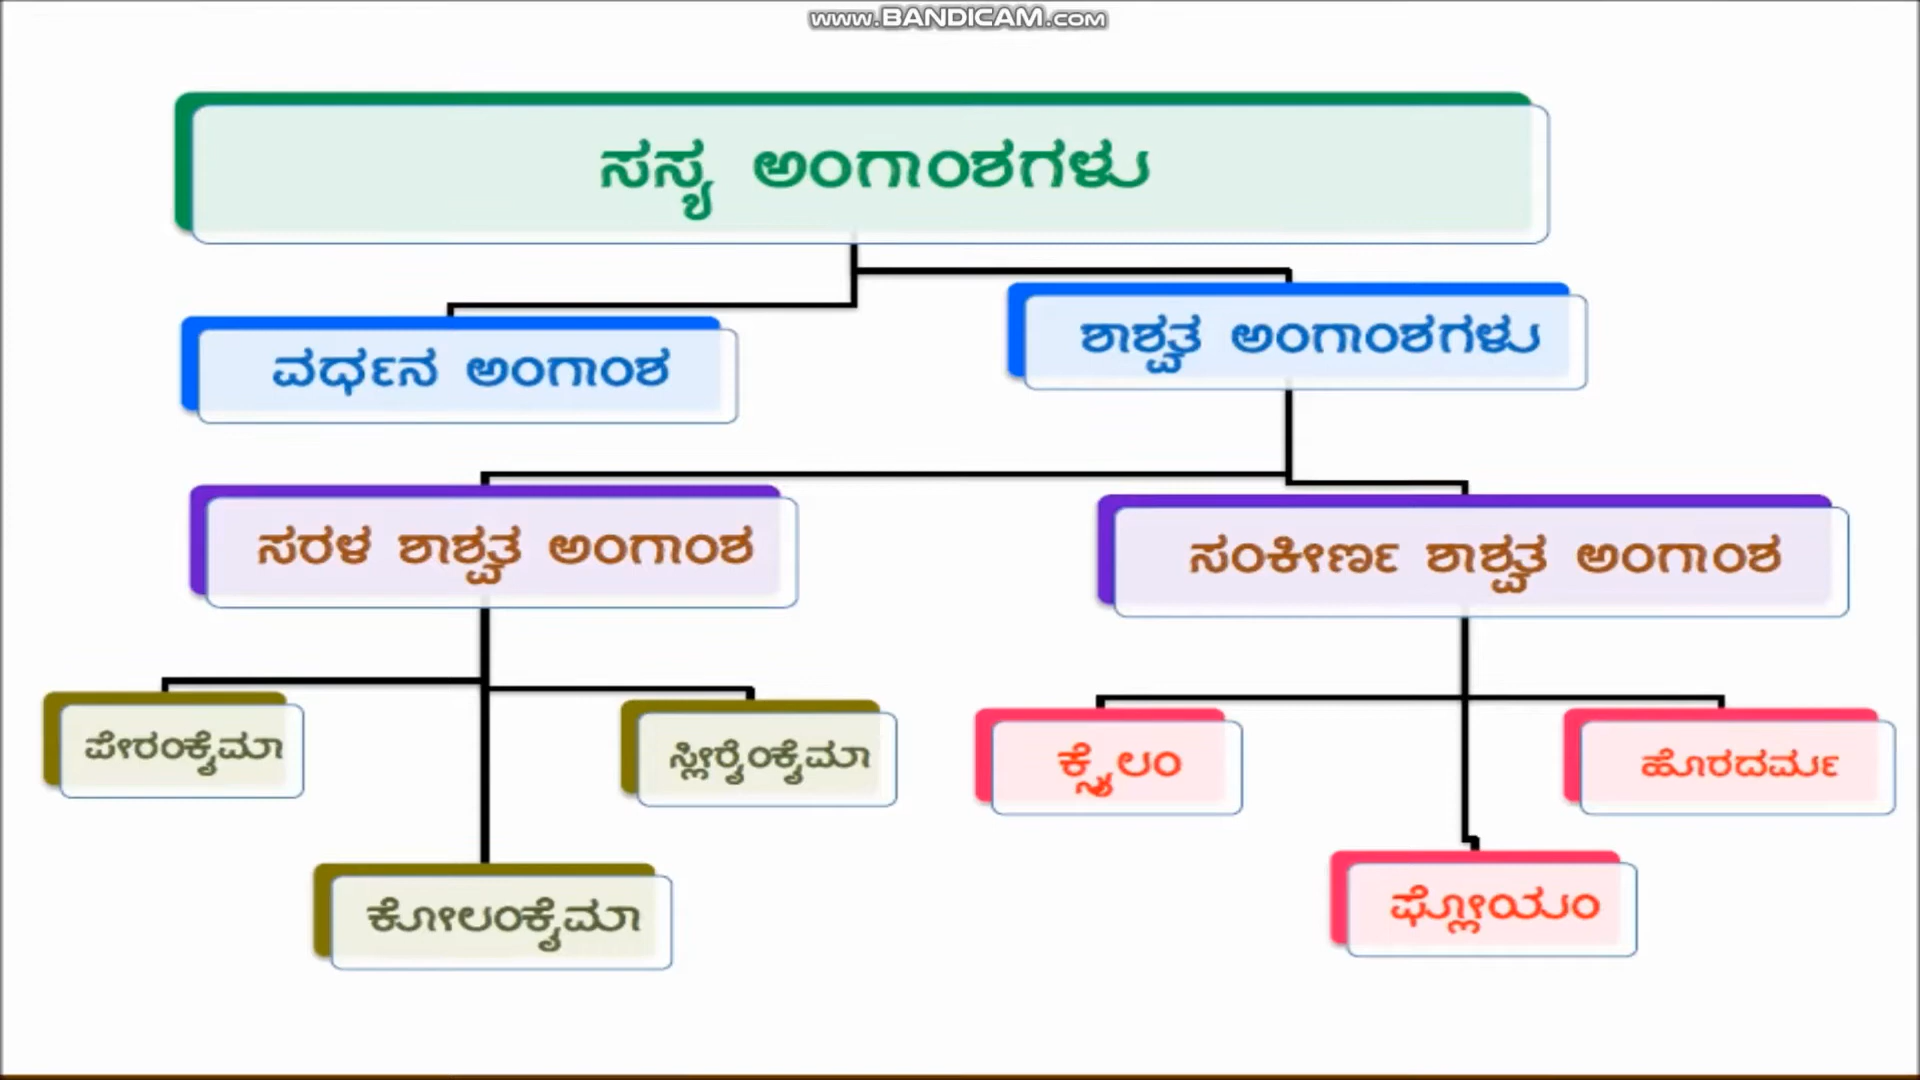 www.BANDICAM.com
ಸಸ್ಯ ಅಂಗಾಂಶಗಳು
ವರ್ಧನ ಅಂಗಾಂಶ
ಶಾಶ್ವತ ಅಂಗಾಂಶಗಳು
ಸರಳ ಶಾಶ್ವತ ಅಂಗಾಂಶ
ಸಂಕೀರ್ಣ ಶಾಶ್ವತ ಅಂಗಾಂಶ
ಪೇರಂಕೈಮಾ
ಸ್ಲೀರೈಂಕೈಮಾ
ಕ್ಸೈಲಂ
ಹೊರದರ್ಮ
ಕೋಲಂಕೈಮಾ
ಫ್ಲೋಯಂ